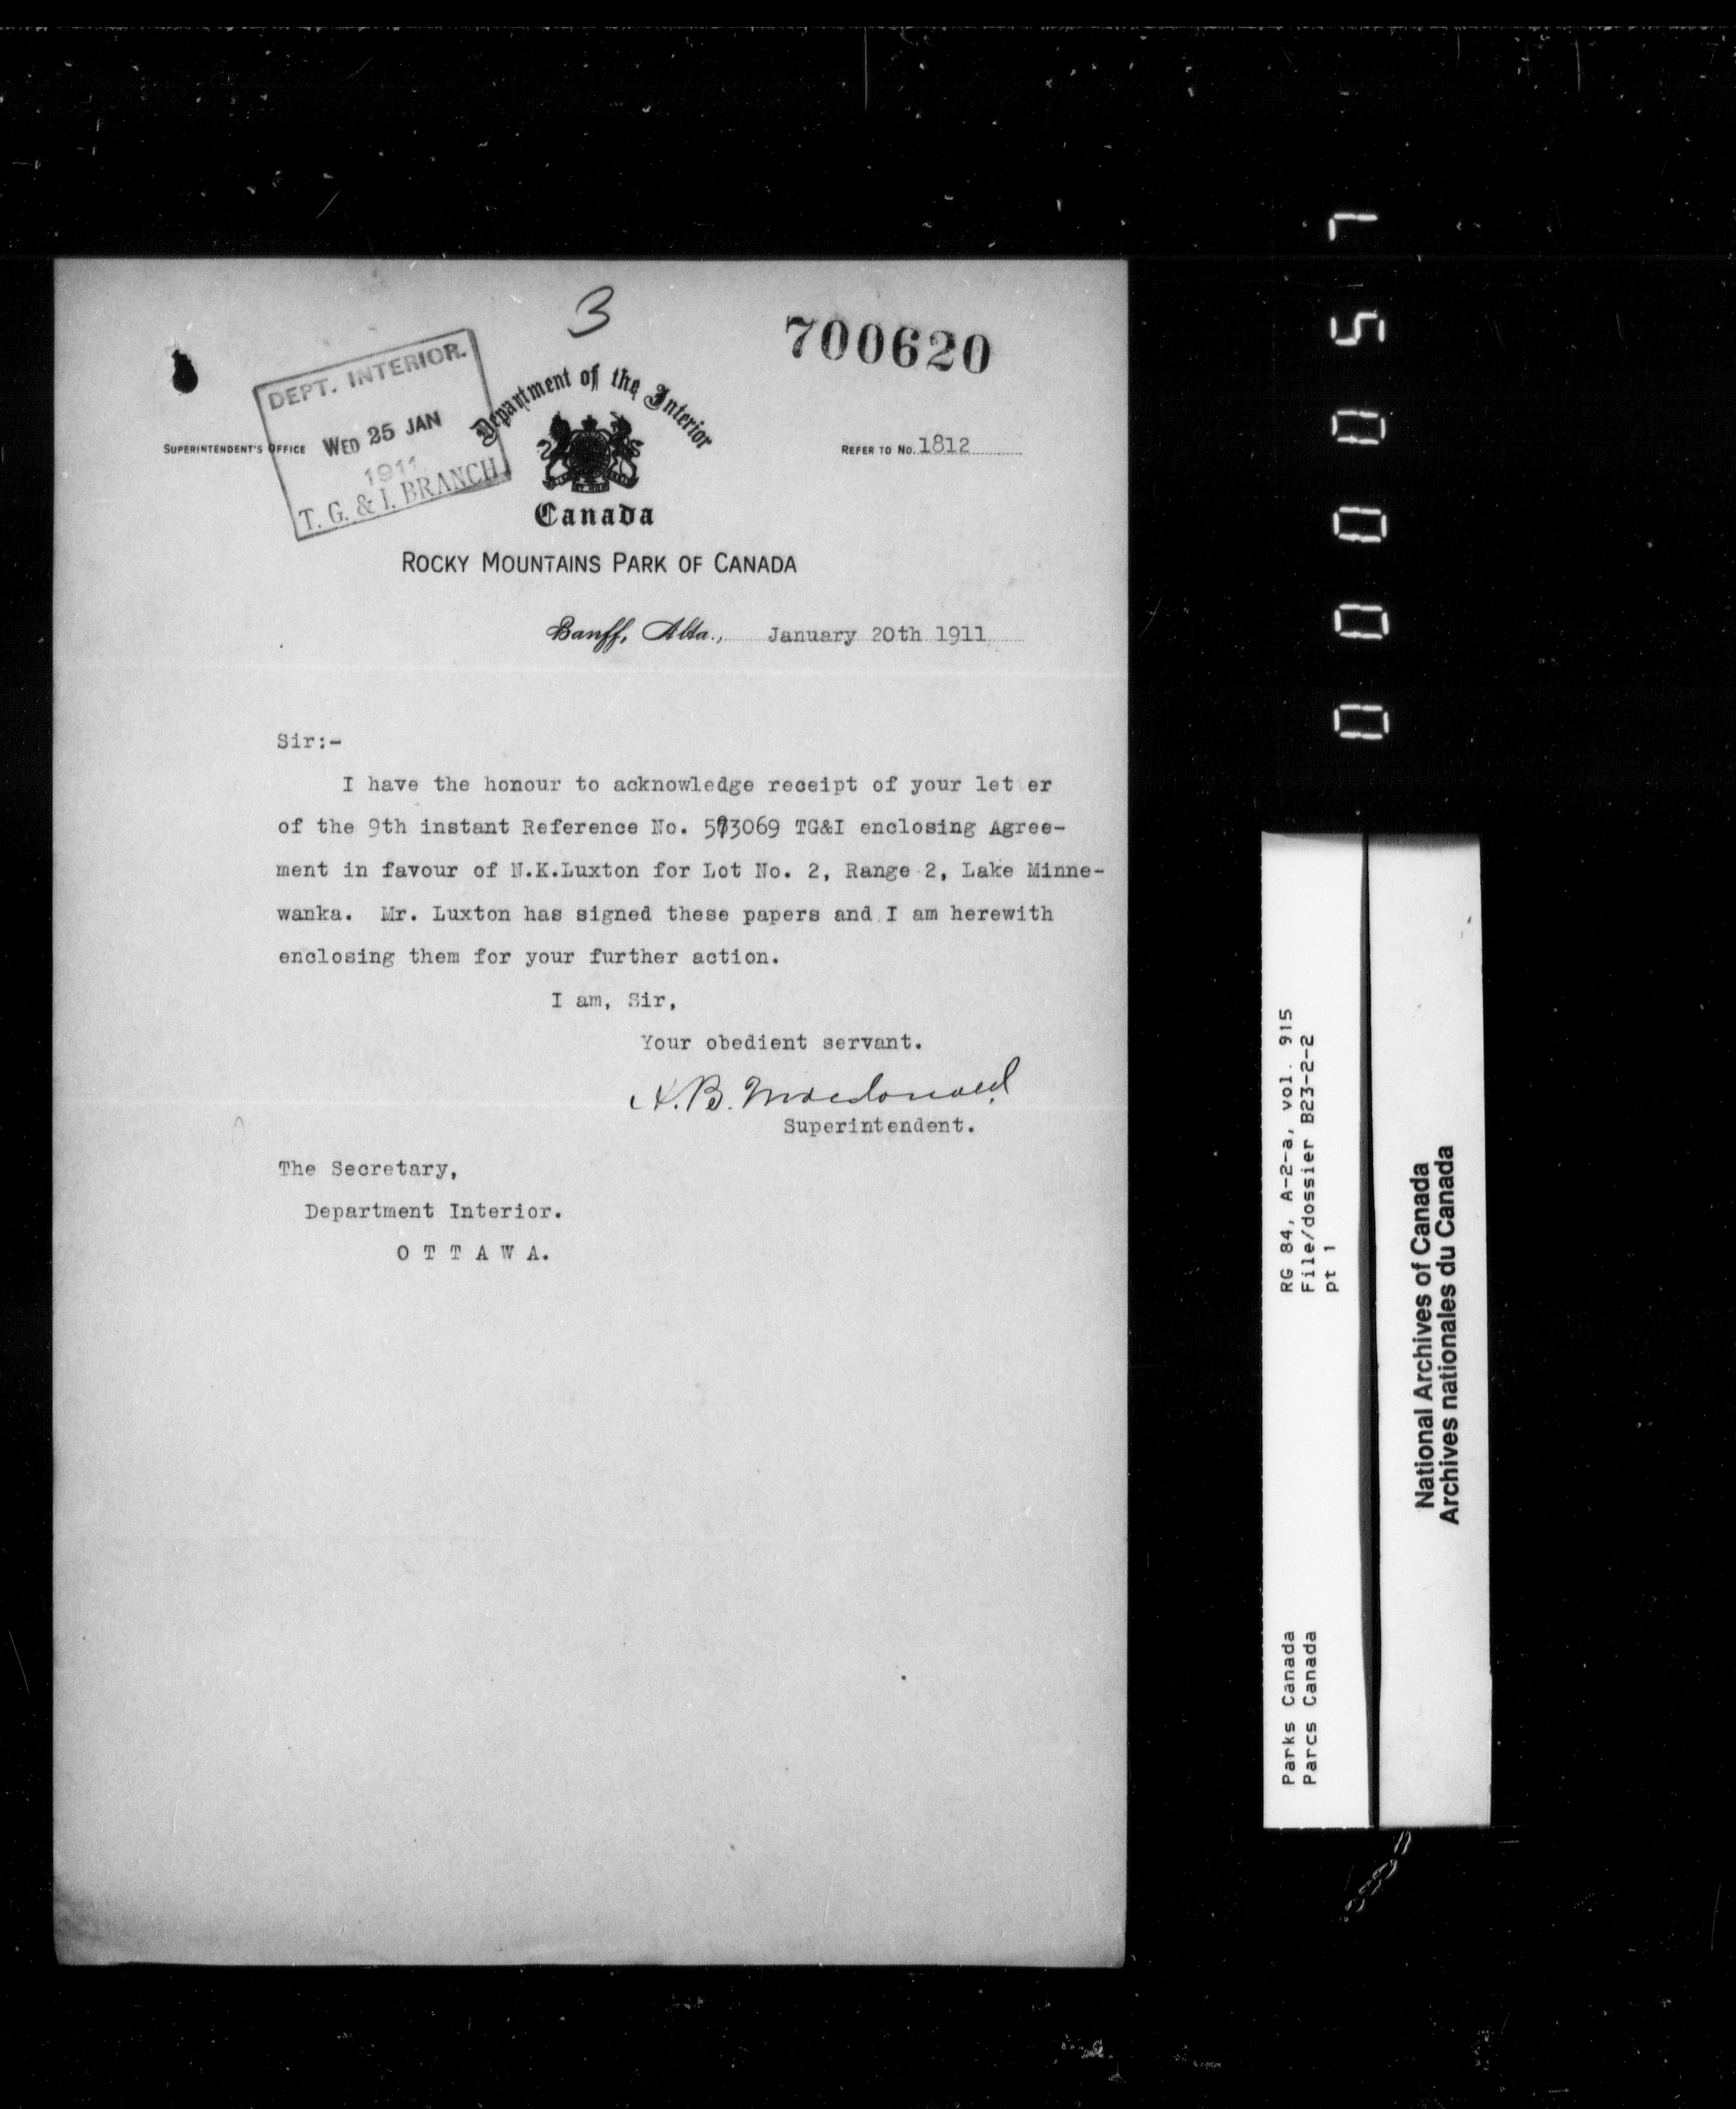 3
700620
DEPT. INTERIOR.
WED 25 JAN
1911
T. G. & I. BRANCH
Department of the Interior
SUPERINTENDENT'S OFFICE
REFER TO NO. 1812
Canada
ROCKY MOUNTAINS PARK OF CANADA
Banff, Alta., January 20th 1911
Sir:-
I have the honour to acknowledge receipt of your let er
of the 9th instant Reference No. 573069 TG&I enclosing Agree-
ment in favour of N.K.Luxton for Lot No. 2, Range 2, Lake Minne-
wanka. Mr. Luxton has signed these papers and I am herewith
enclosing them for your further action.
I am, Sir,
Your obedient servant.
A.B. Macdonald
Superintendent.
The Secretary,
Department Interior.
O T T A W A.
000057
RG 84, A-2-a, vol. 915
File/dossier B23-2-2
pt 1
Parks Canada
Parcs Canada
National Archives of Canada
Archives nationales du Canada